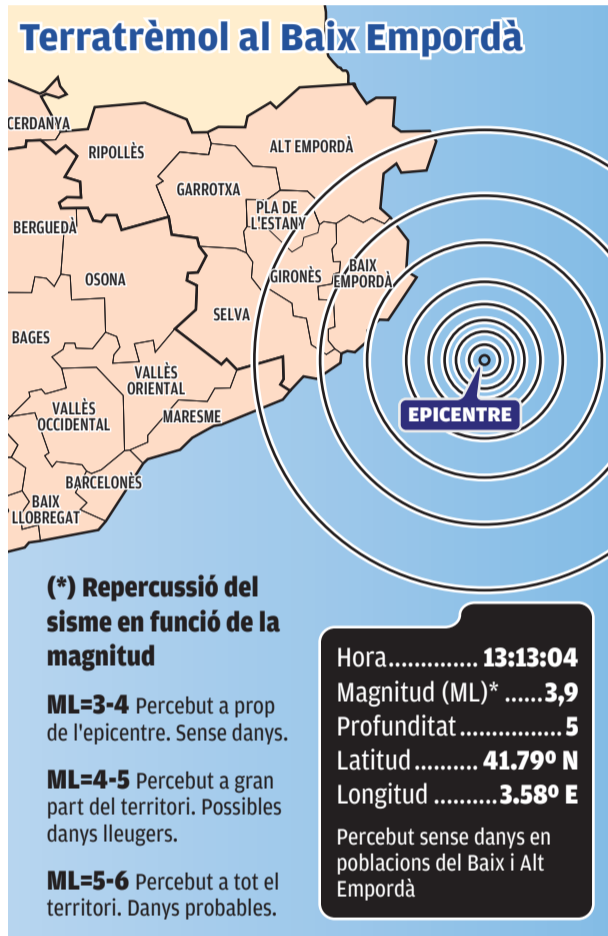 Terratrèmol al Baix Empordà
CERDANYA
RIPOLLÈS
ALT EMPORDÀ
GARROTXA
PLA DE
L'ESTANY
BERGUEDÀ
OSONA
GIRONÈS
BAIX
EMPORDÀ
SELVA
BAGES
VALLÈS
ORIENTAL
VALLÈS
OCCIDENTAL
MARESME
EPICENTRE
BARCELONÈS
BAIX
LLOBREGAT
(*) Repercussió del
sisme en funció de la
magnitud
ML=3-4 Percebut a prop
de l'epicentre. Sense danys.
ML=4-5 Percebut a gran
part del territori. Possibles
danys lleugers.
ML=5-6 Percebut a tot el
territori. Danys probables.
Hora.............. 13:13:04
Magnitud (ML)* ......3,9
Profunditat................ 5
Latitud .......... 41.79º N
Longitud ..........3.58º E
Percebut sense danys en
poblacions del Baix i Alt
Empordà